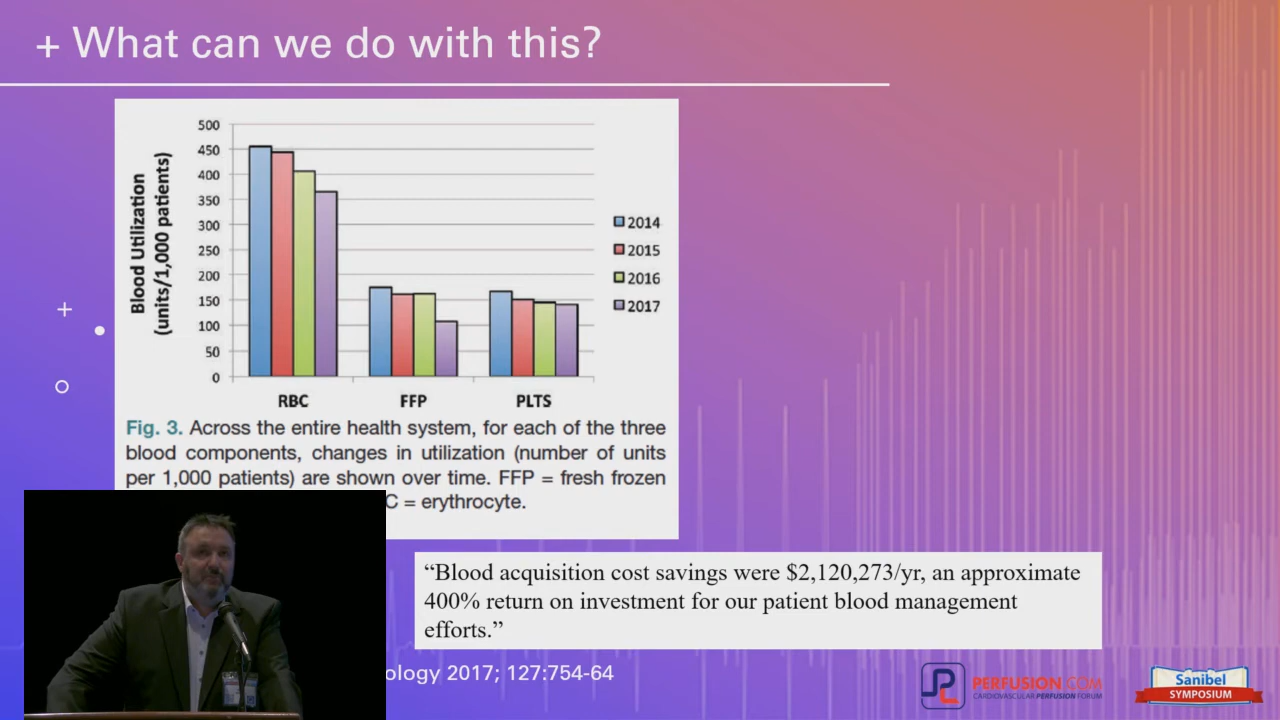 + What can we do with this?
Blood Utilization
(units/1,000 patients)
500
450
400
350
300
250
200
150
100
50
0
RBC FFP PLTS
2014
2015
2016
2017
Fig. 3. Across the entire health system, for each of the three
blood components, changes in utilization (number of units
per 1,000 patients) are shown over time. FFP = fresh frozen
C = erythrocyte.
“Blood acquisition cost savings were $2,120,273/yr, an approximate
400% return on investment for our patient blood management
efforts.”
ology 2017; 127:754-64
PERFUSION.COM
CARDIOVASCULAR PERFUSION FORUM
Sanibel
SYMPOSIUM